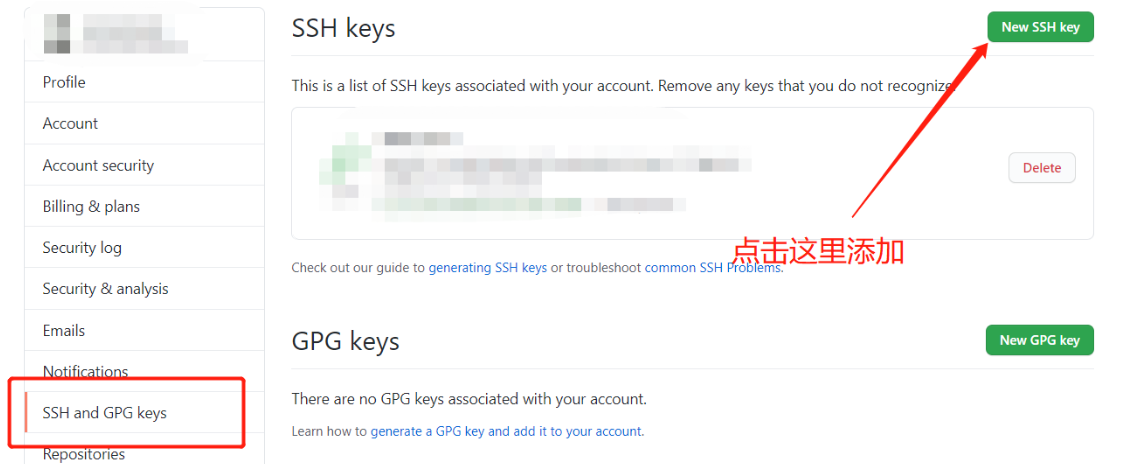 Profile
Account
Account security
Billing & plans
Security log
Security & analysis
Emails
Notifications
SSH and GPG keys
Repositories
SSH keys
New SSH key
This is a list of SSH keys associated with your account. Remove any keys that you do not recognize.
Delete
点击这里添加
Check out our guide to generating SSH keys or troubleshoot common SSH Problems.
GPG keys
New GPG key
There are no GPG keys associated with your account.
Learn how to generate a GPG key and add it to your account.